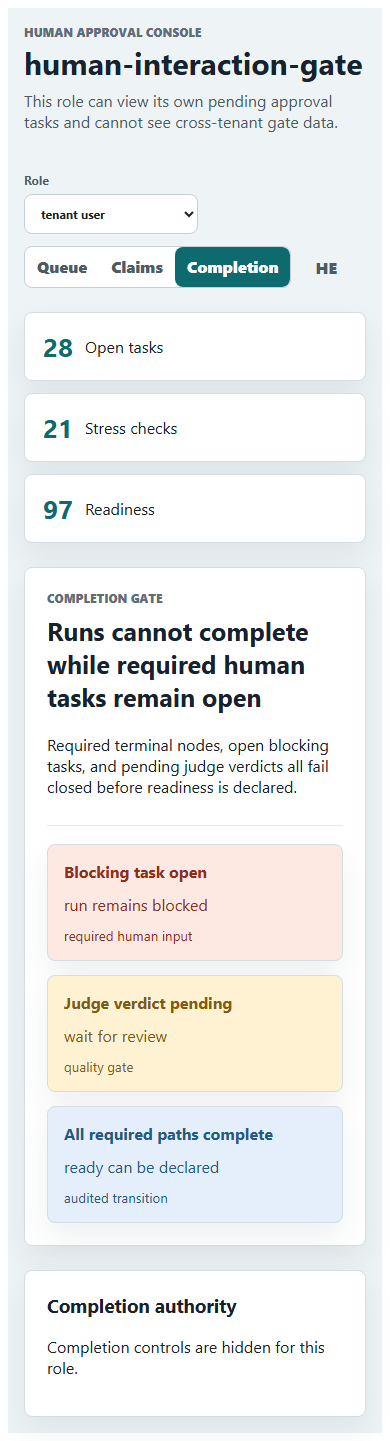 HUMAN APPROVAL CONSOLE
human-interaction-gate
This role can view its own pending approval
tasks and cannot see cross-tenant gate data.
Role
tenant user
Queue Claims Completion HE
28 Open tasks
21 Stress checks
97 Readiness
COMPLETION GATE
Runs cannot complete
while required human
tasks remain open
Required terminal nodes, open blocking
tasks, and pending judge verdicts all fail
closed before readiness is declared.
Blocking task open
run remains blocked
required human input
Judge verdict pending
wait for review
quality gate
All required paths complete
ready can be declared
audited transition
Completion authority
Completion controls are hidden for this
role.